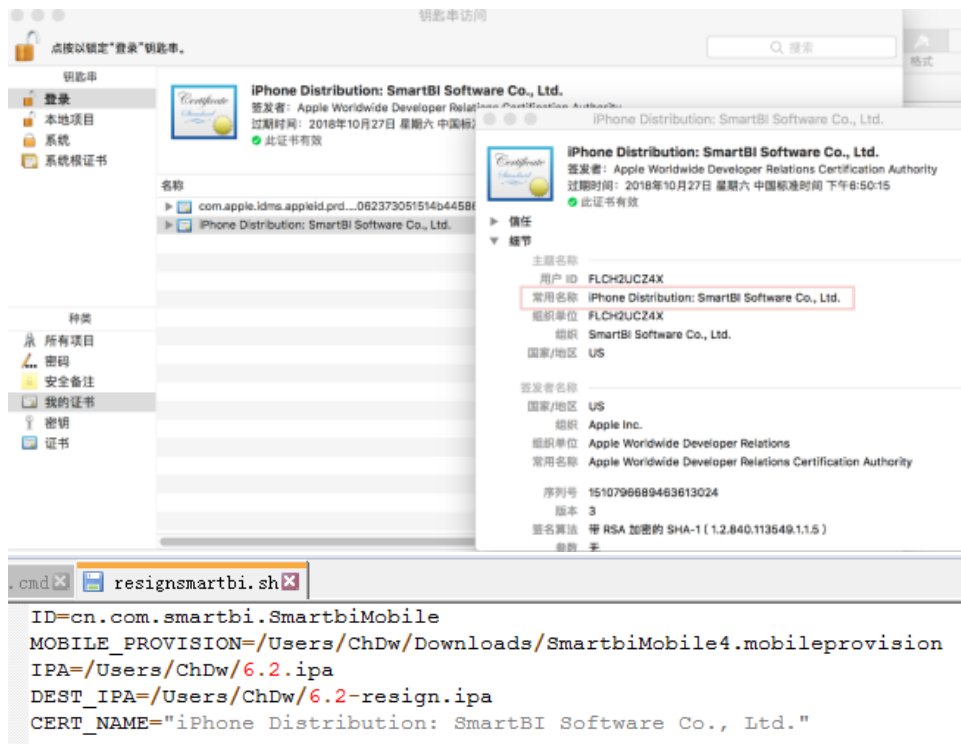 钥匙串访问
点按以锁定“登录”钥匙串。
搜索
格式
钥匙串
登录
本地项目
系统
系统根证书
iPhone Distribution: SmartBI Software Co., Ltd.
签发者：Apple Worldwide Developer Relations Certification Authority
过期时间：2018年10月27日 星期六 中国标
此证书有效
名称
com.apple.idms.appleid.prd....062373051514b44586
iPhone Distribution: SmartBI Software Co., Ltd.
种类
所有项目
密码
安全备注
我的证书
密钥
证书
iPhone Distribution: SmartBI Software Co., Ltd.
iPhone Distribution: SmartBI Software Co., Ltd.
签发者：Apple Worldwide Developer Relations Certification Authority
过期时间：2018年10月27日 星期六 中国标准时间 下午6:50:15
此证书有效
信任
细节
主题名称
用户 ID FLCH2UCZ4X
常用名称 iPhone Distribution: SmartBI Software Co., Ltd.
组织单位 FLCH2UCZ4X
组织 SmartBI Software Co., Ltd.
国家/地区 US
签发者名称
国家/地区 US
组织 Apple Inc.
组织单位 Apple Worldwide Developer Relations
常用名称 Apple Worldwide Developer Relations Certification Authority
序列号 1510796689463613024
版本 3
签名算法 带 RSA 加密的 SHA-1 ( 1.2.840.113549.1.1.5 )
参数 无
.cmd resignsmartbi.sh
ID=cn.com.smartbi.SmartbiMobile
MOBILE_PROVISION=/Users/ChDw/Downloads/SmartbiMobile4.mobileprovision
IPA=/Users/ChDw/6.2.ipa
DEST_IPA=/Users/ChDw/6.2-resign.ipa
CERT_NAME="iPhone Distribution: SmartBI Software Co., Ltd."